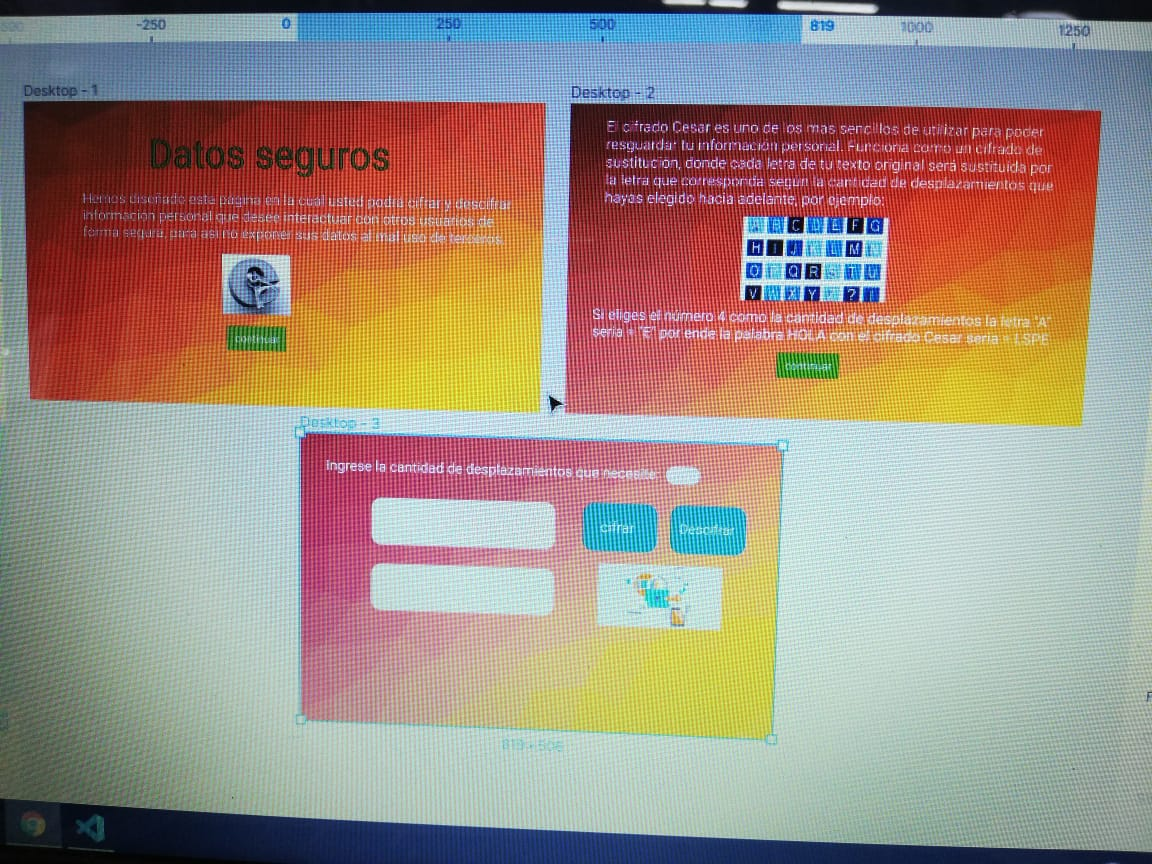 -250 0 250 500 819 1000 1250
Desktop - 1
Datos seguros
Hemos diseñado esta pagina en la cual usted podrá cifrar y descifrar
información personal que desee interactuar con otros usuarios de
forma segura, para asi no exponer sus datos al mal uso de terceros.
continuar
Desktop - 2
El cifrado Cesar es uno de los mas sencillos de utilizar para poder
resguardar tu información personal. Funciona como un cifrado de
sustitución, donde cada letra de tu texto original será sustituida por
la letra que corresponda segun la cantidad de desplazamientos que
hayas elegido hacia adelante, por ejemplo:
A B C D E F G
H I J K L M N
O P Q R S T U
V W X Y Z ? !
Si eliges el número 4 como la cantidad de desplazamientos la letra "A"
seria = "E" por ende la palabra HOLA con el cifrado Cesar seria = LSPE
continuar
Desktop - 3
Ingrese la cantidad de desplazamientos que necesite:
cifrar
Descifrar
819 × 506